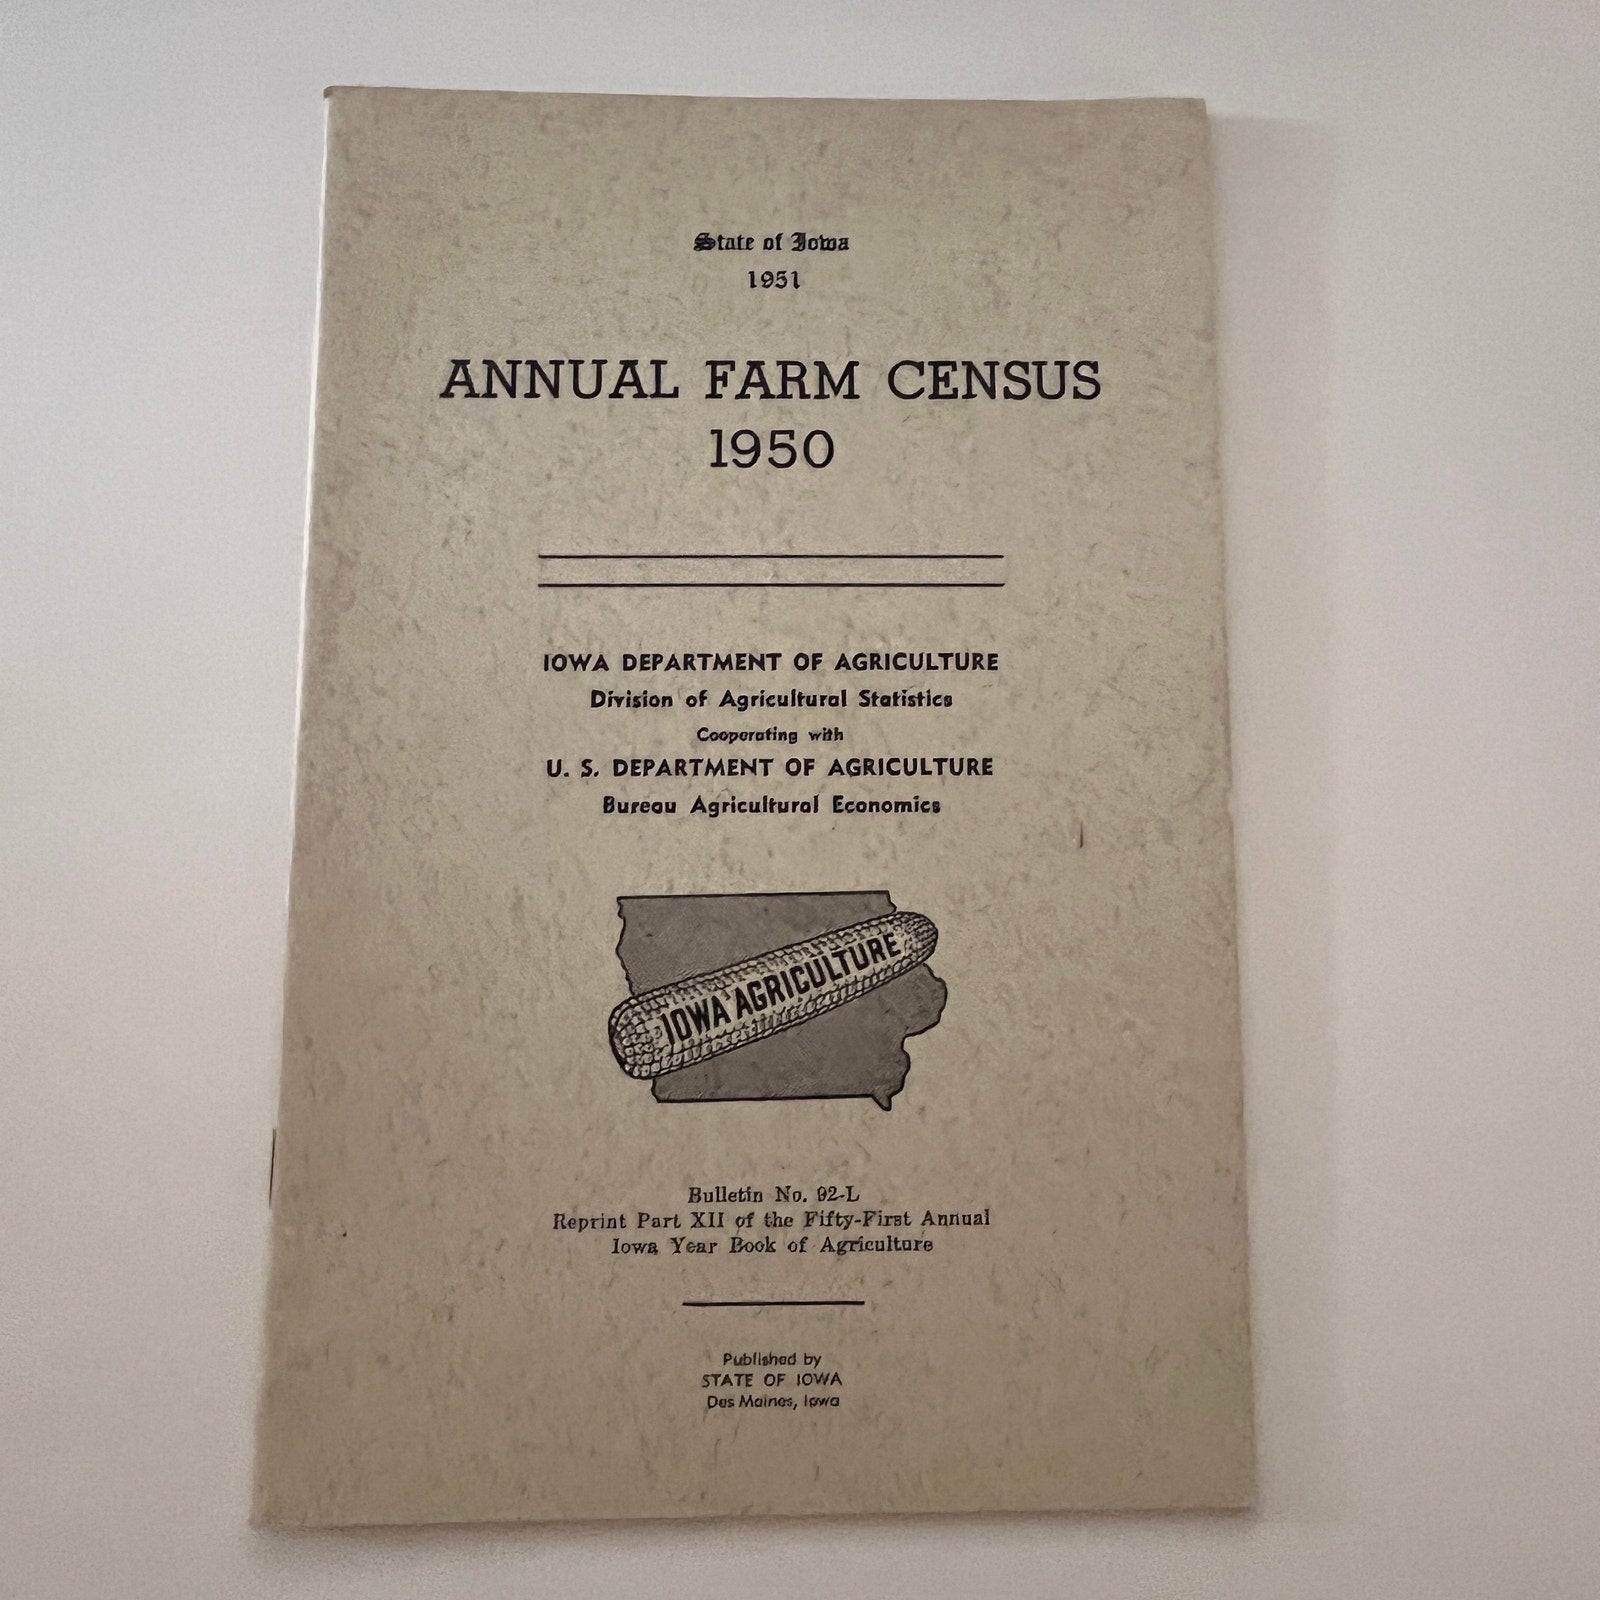 State of Iowa
1951
ANNUAL FARM CENSUS
1950
IOWA DEPARTMENT OF AGRICULTURE
Division of Agricultural Statistics
Cooperating with
U. S. DEPARTMENT OF AGRICULTURE
Bureau Agricultural Economics
IOWA AGRICULTURE
Bulletin No. 92-L
Reprint Part XII of the Fifty-First Annual
Iowa Year Book of Agriculture
Published by
STATE OF IOWA
Des Moines, Iowa